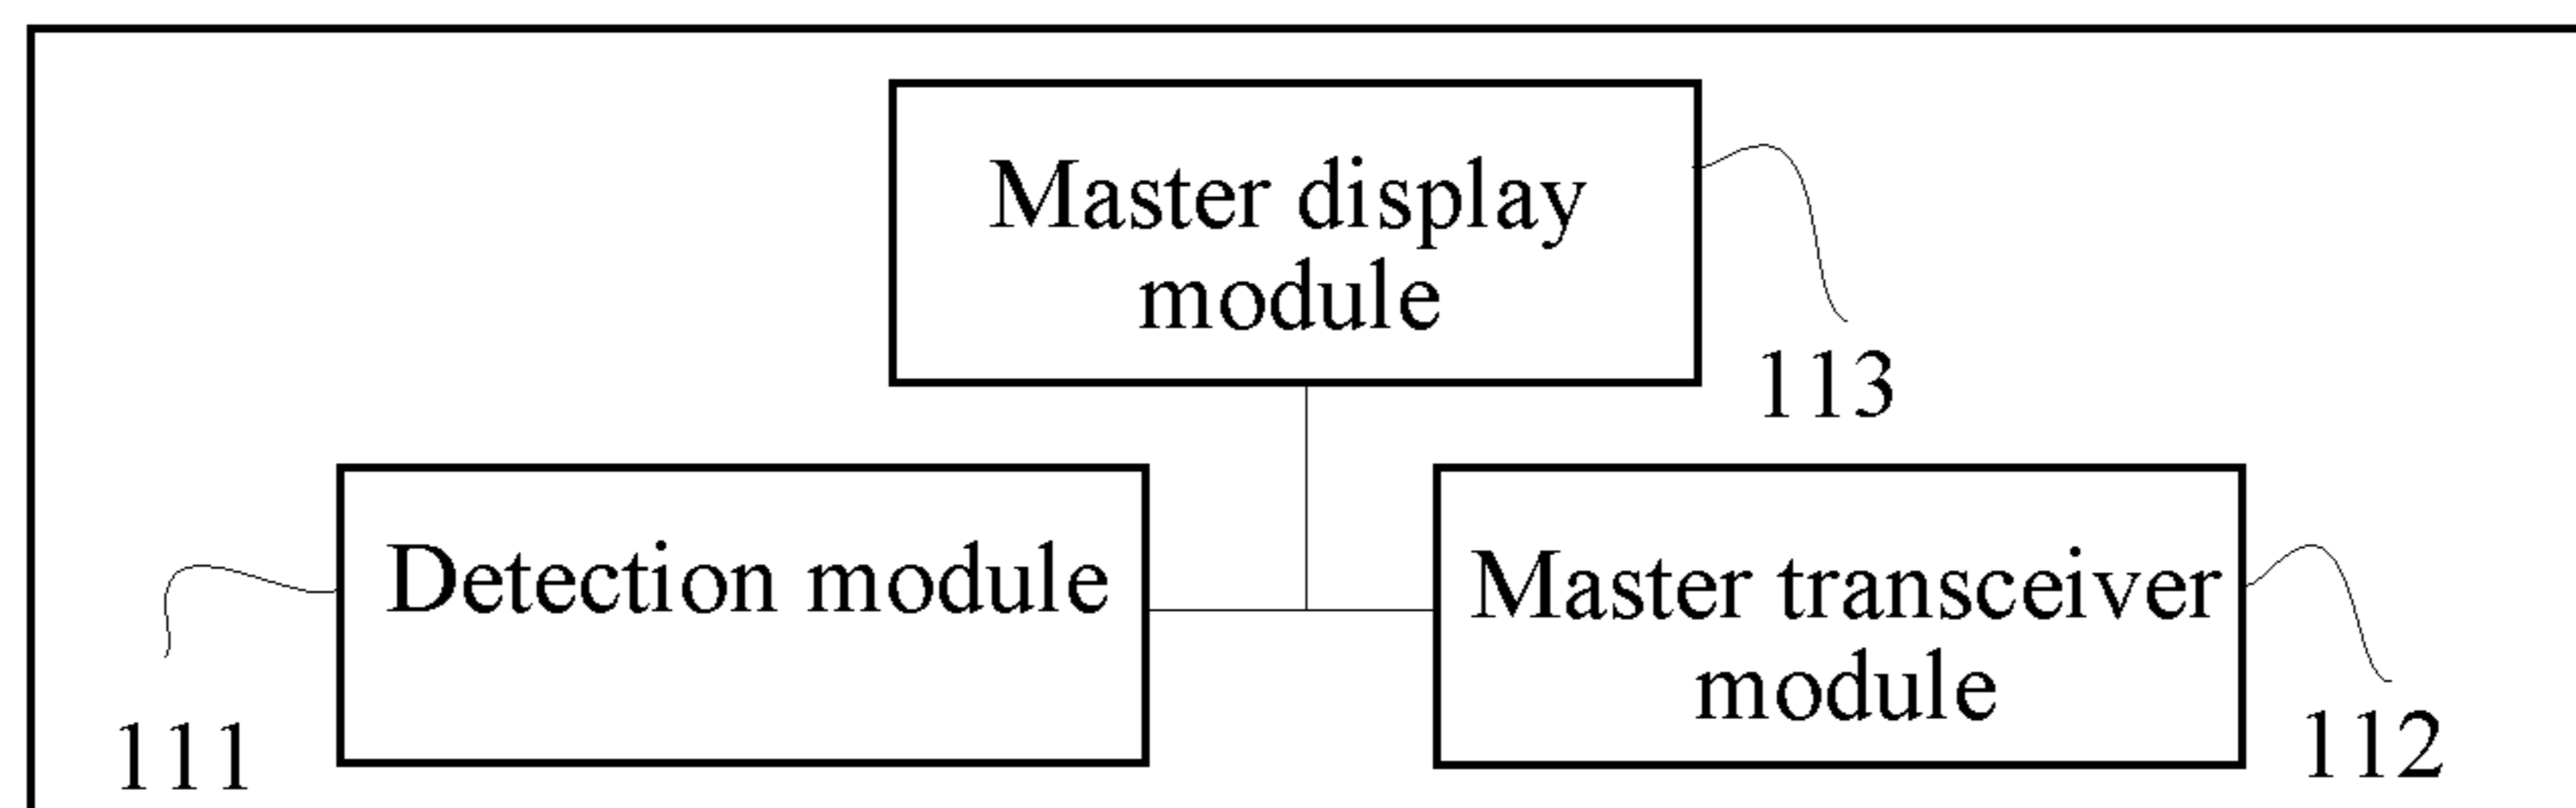 Master display
module
113
Detection module
Master transceiver
module
111
112